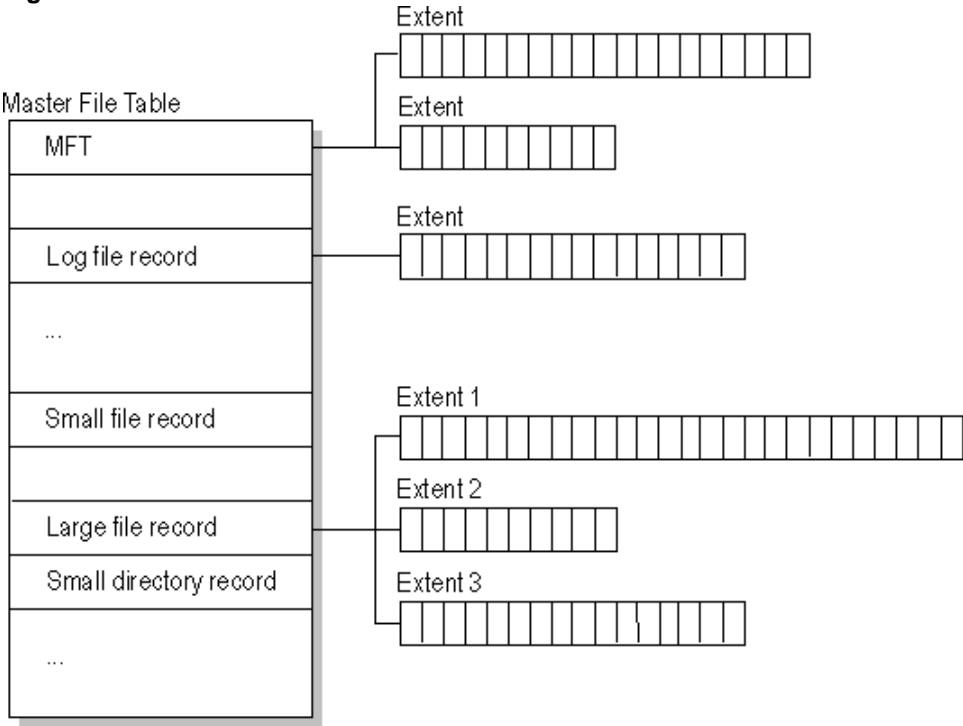 Extent
Extent
Master File Table
MFT
Extent
Log file record
...
Extent 1
Small file record
Extent 2
Large file record
Small directory record
Extent 3
...